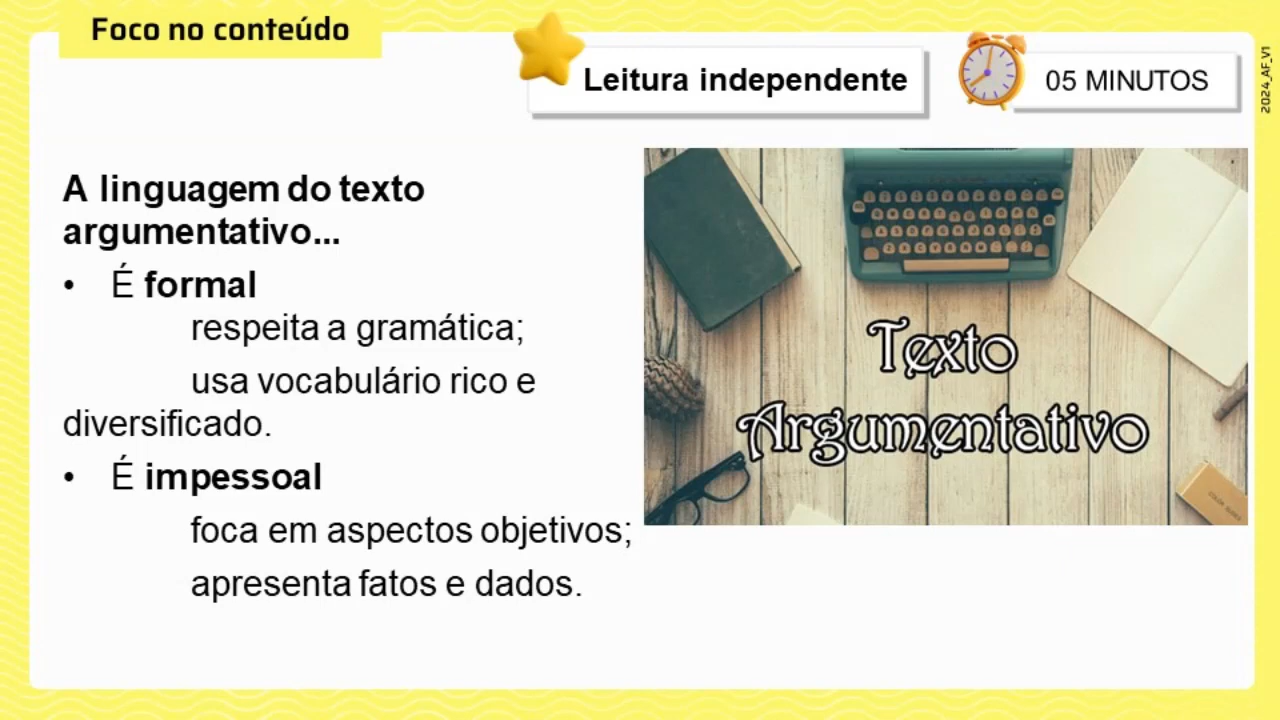 Foco no conteúdo
Leitura independente
05 MINUTOS
2024_AF_V1
A linguagem do texto
argumentativo...
• É formal
respeita a gramática;
usa vocabulário rico e
diversificado.
• É impessoal
foca em aspectos objetivos;
apresenta fatos e dados.
Texto
Argumentativo